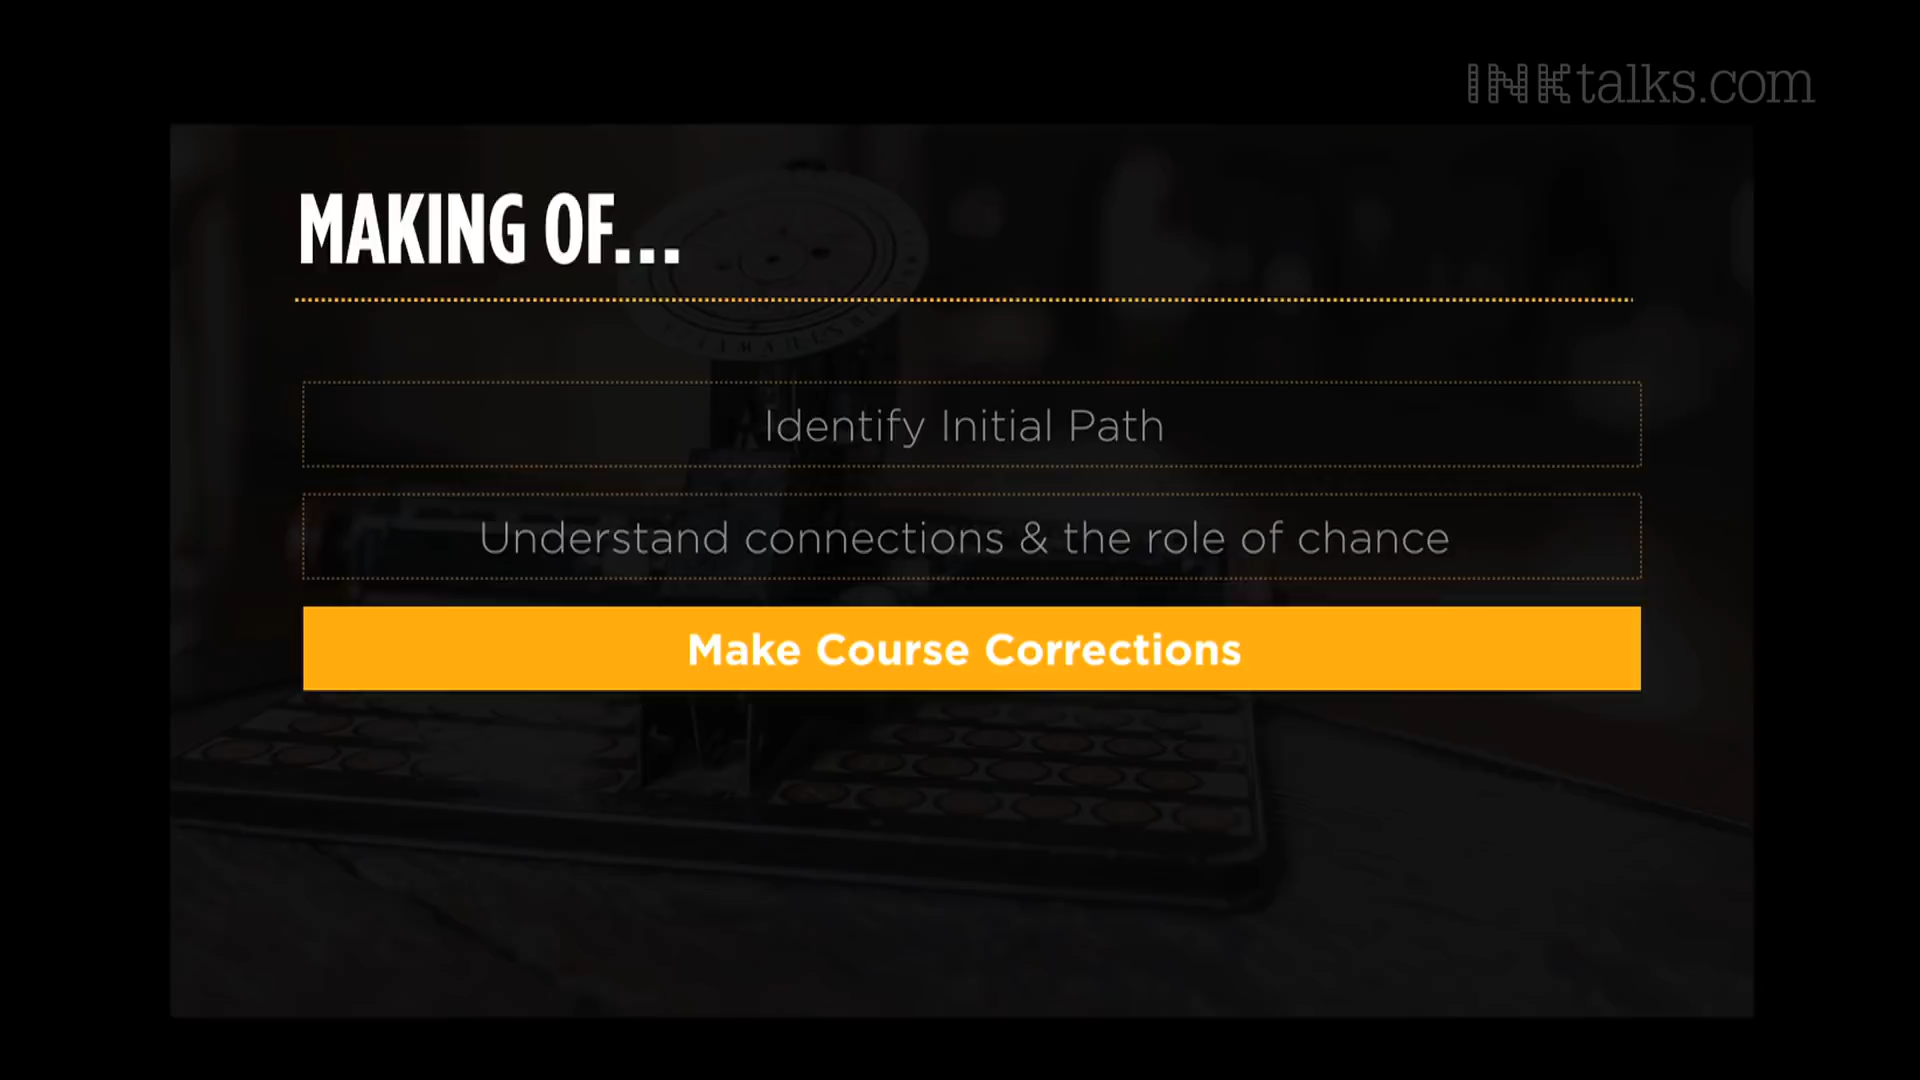 INKtalks.com
MAKING OF...
Identify Initial Path
Understand connections & the role of chance
Make Course Corrections